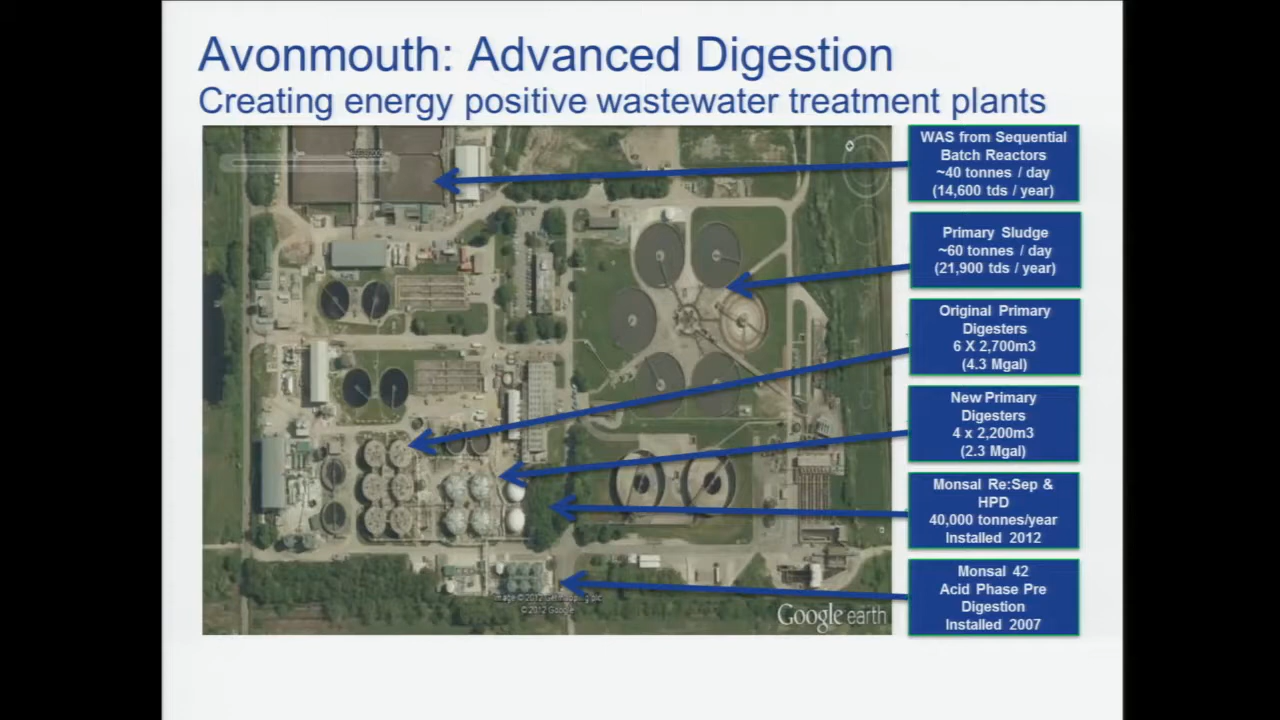 Avonmouth: Advanced Digestion
Creating energy positive wastewater treatment plants
WAS from Sequential
Batch Reactors
~40 tonnes / day
(14,600 tds / year)
Primary Sludge
~60 tonnes / day
(21,900 tds / year)
Original Primary
Digesters
6 X 2,700m3
(4.3 Mgal)
New Primary
Digesters
4 x 2,200m3
(2.3 Mgal)
Monsal Re:Sep &
HPD
40,000 tonnes/year
Installed 2012
Monsal 42
Acid Phase Pre
Digestion
Installed 2007
©2012 Google
Google earth